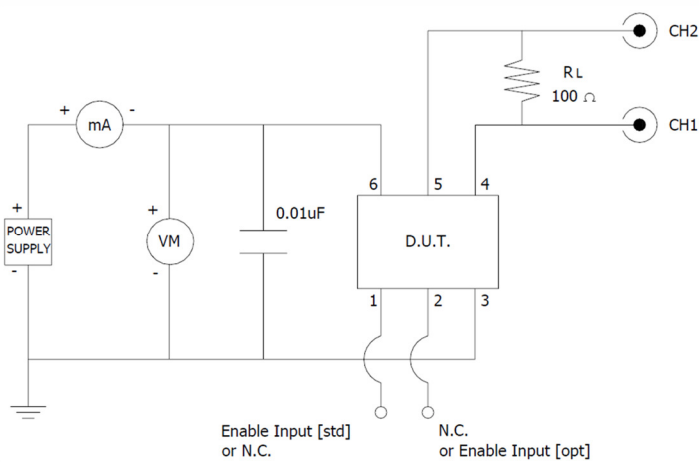 CH2
RL
100 Ω
CH1
+ mA -
6 5 4
0.01uF
+
POWER
SUPPLY
-
+
VM
-
D.U.T.
1 2 3
Enable Input [std]
or N.C.
N.C.
or Enable Input [opt]